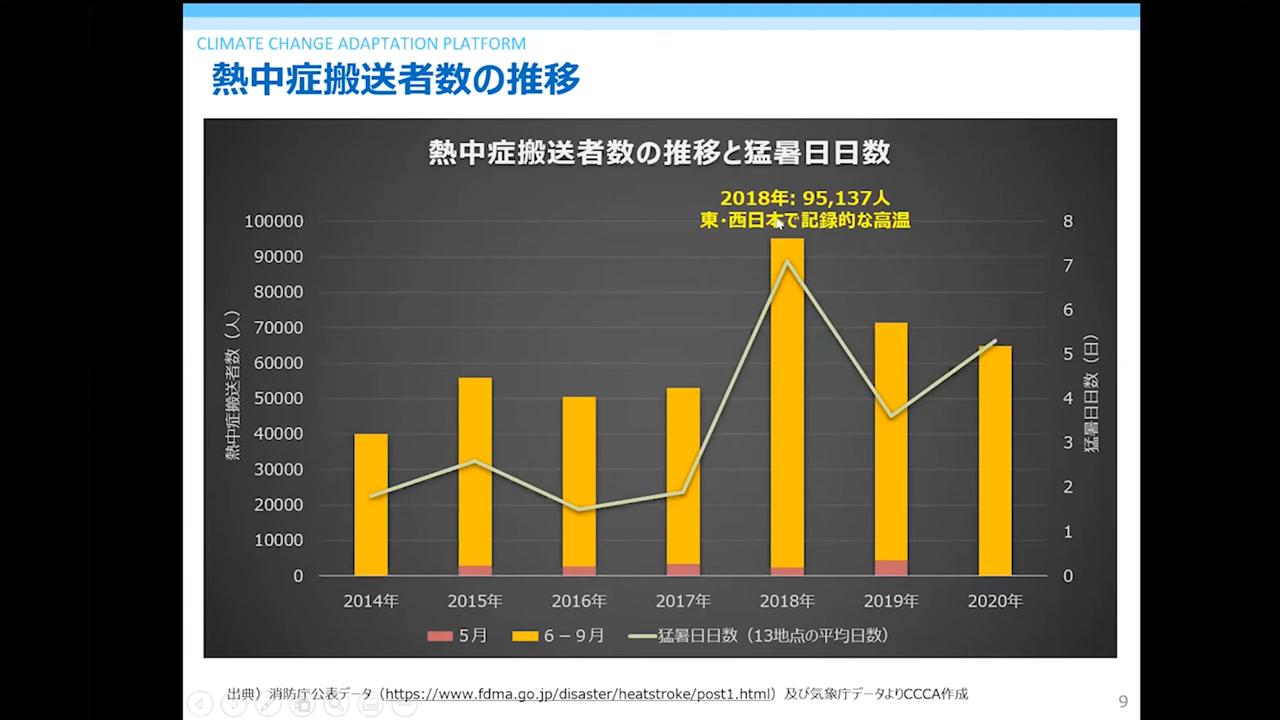 CLIMATE CHANGE ADAPTATION PLATFORM
熱中症搬送者数の推移
熱中症搬送者数の推移と猛暑日日数
2018年: 95,137人
東・西日本で記録的な高温
熱中症搬送者数（人）
100000
90000
80000
70000
60000
50000
40000
30000
20000
10000
0
8
7
6
5
4
3
2
1
0
猛暑日日数（日）
2014年 2015年 2016年 2017年 2018年 2019年 2020年
5月 6－9月 猛暑日日数（13地点の平均日数）
出典）消防庁公表データ（https://www.fdma.go.jp/disaster/heatstroke/post1.html）及び気象庁データよりCCCA作成
9